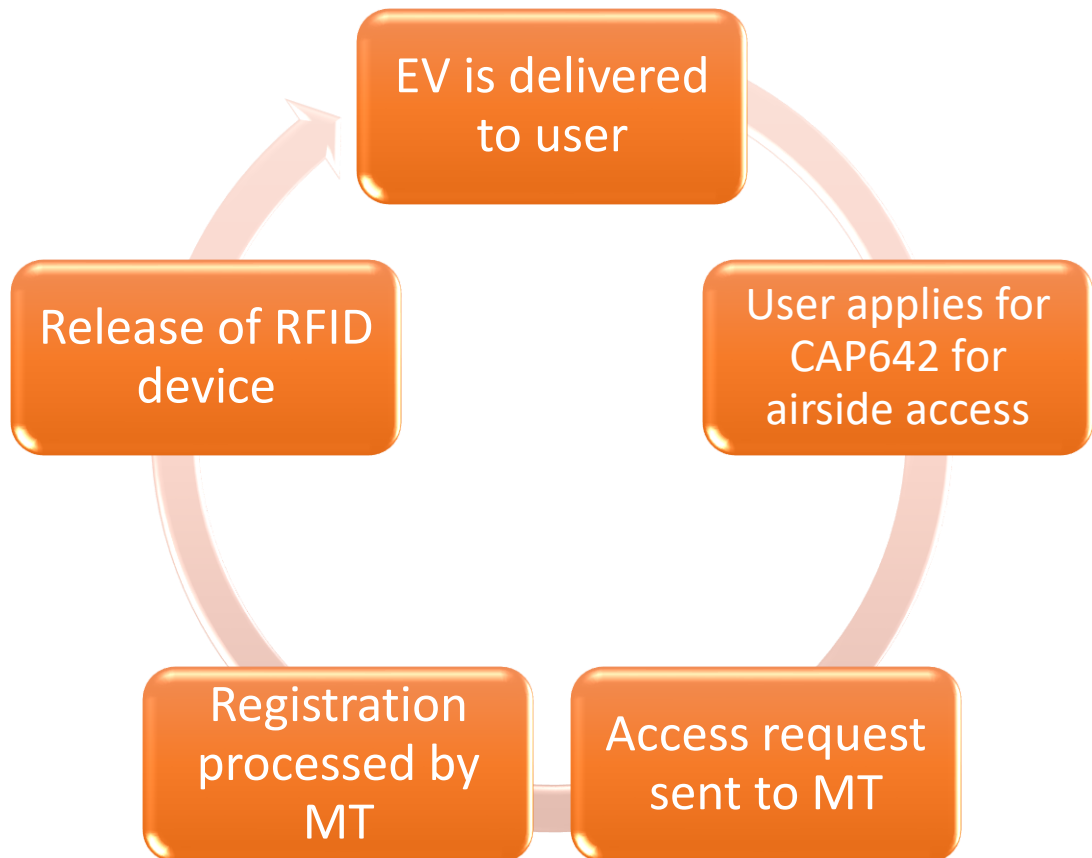 EV is delivered
to user
User applies for
CAP642 for
airside access
Access request
sent to MT
Registration
processed by
MT
Release of RFID
device